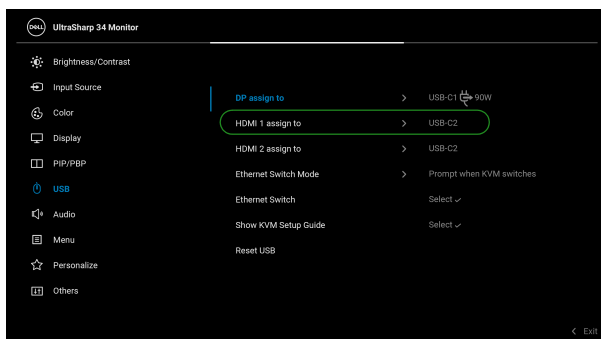 DELL UltraSharp 34 Monitor
Brightness/Contrast
Input Source
Color
Display
PIP/PBP
USB
Audio
Menu
Personalize
Others
DP assign to > USB-C1 90W
HDMI 1 assign to > USB-C2
HDMI 2 assign to > USB-C2
Ethernet Switch Mode > Prompt when KVM switches
Ethernet Switch Select ✓
Show KVM Setup Guide Select ✓
Reset USB
< Exit